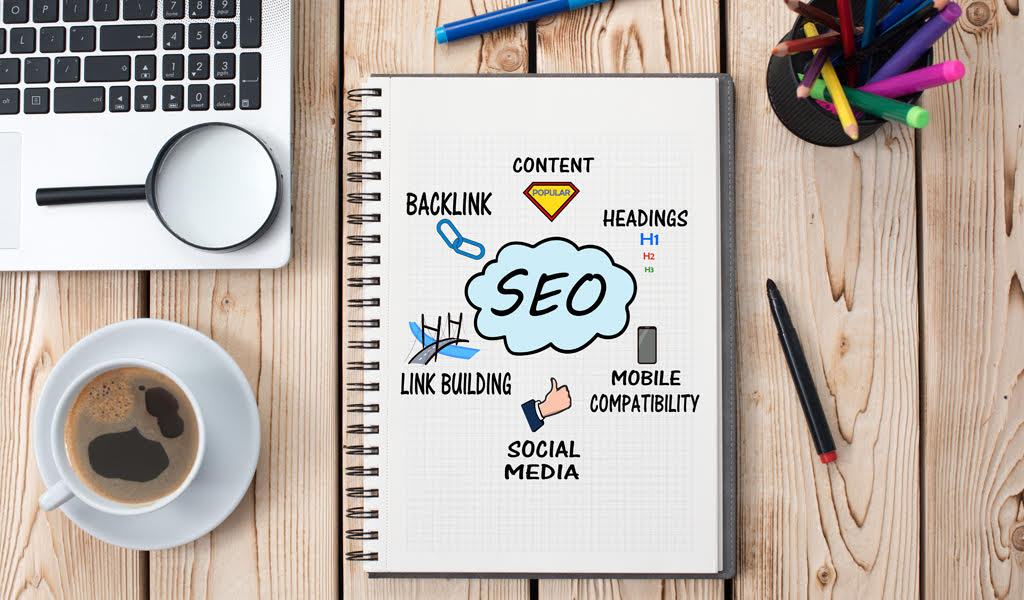 CONTENT
POPULAR
BACKLINK
HEADINGS
H1
H2
H3
SEO
LINK BUILDING
MOBILE
COMPATIBILITY
SOCIAL
MEDIA